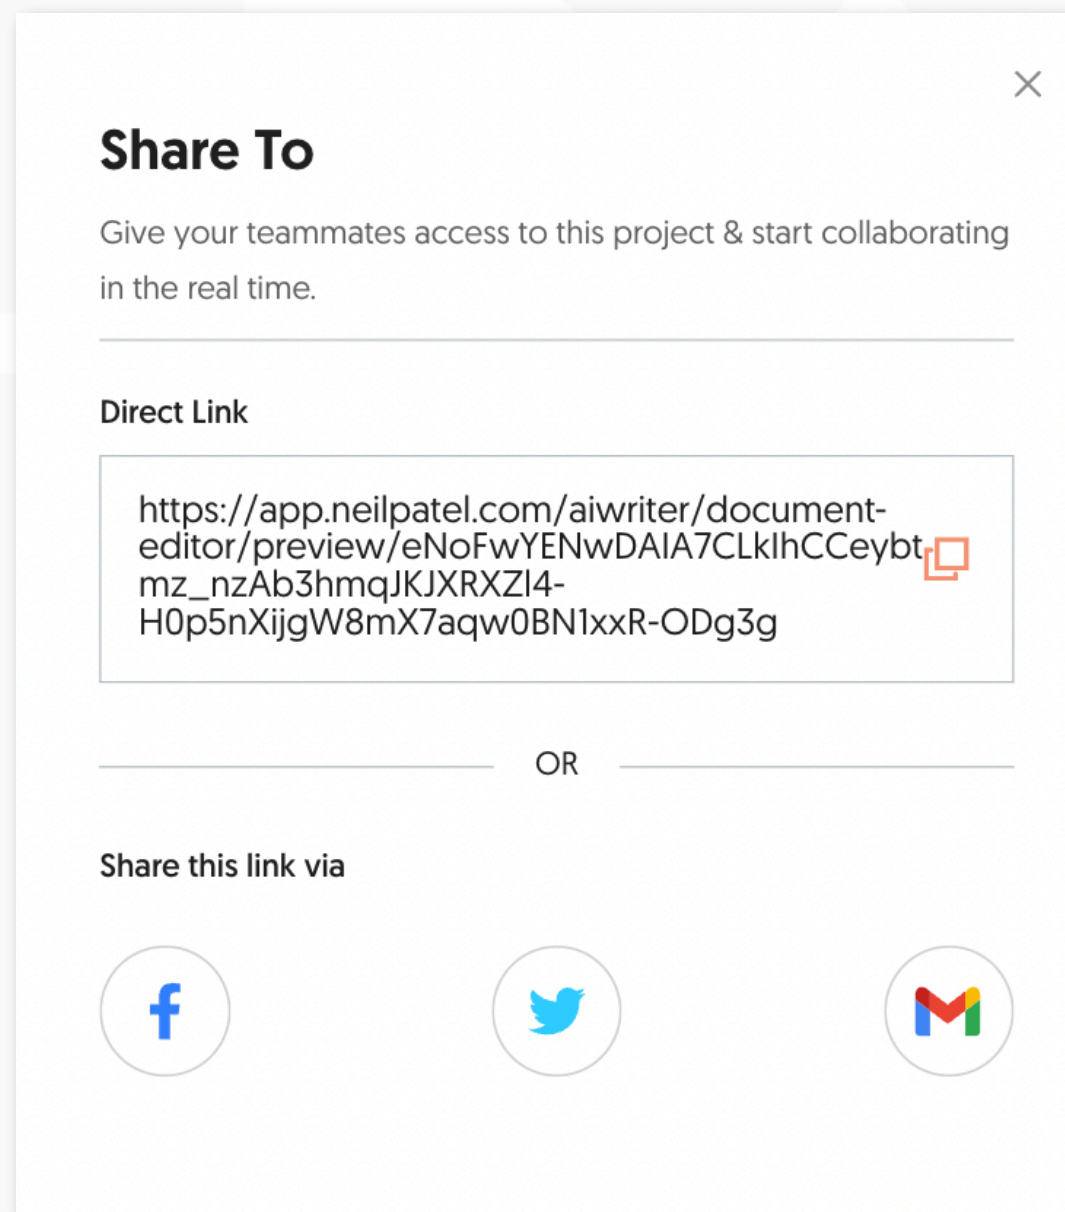 Share To
Give your teammates access to this project & start collaborating
in the real time.
Direct Link
https://app.neilpatel.com/aiwriter/document-
editor/preview/eNoFwYENwDAIA7CLkIhCCeybt
mz_nzAb3hmqJKJXRXZl4-
H0p5nXijgW8mX7aqw0BN1xxR-ODg3g
OR
Share this link via